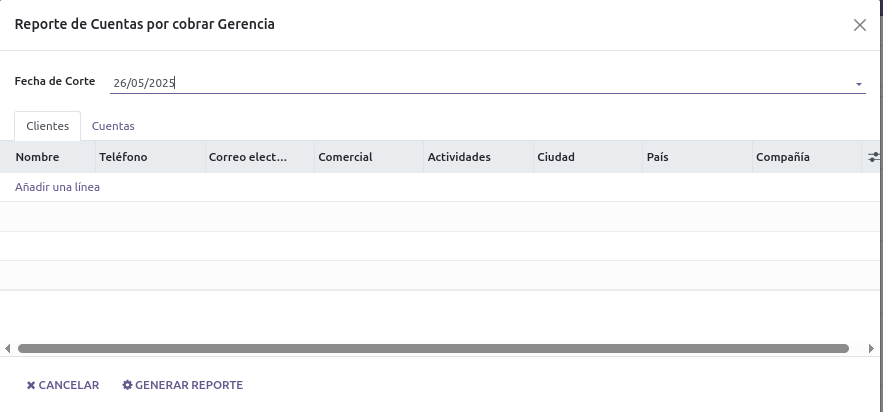 Reporte de Cuentas por cobrar Gerencia
Fecha de Corte 26/05/2025
Clientes Cuentas
Nombre Teléfono Correo elect... Comercial Actividades Ciudad País Compañía
Añadir una línea
CANCELAR GENERAR REPORTE